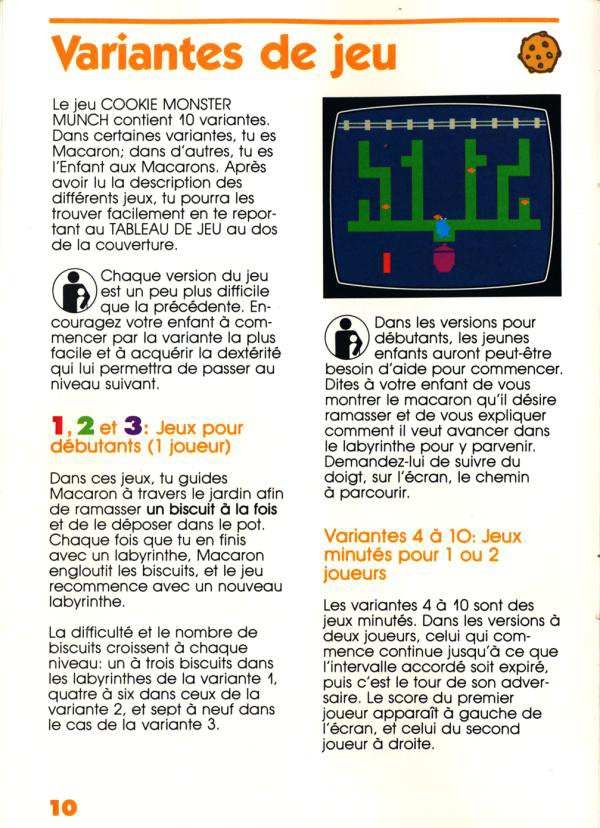 Variantes de jeu
Le jeu COOKIE MONSTER
MUNCH contient 10 variantes.
Dans certaines variantes, tu es
Macaron; dans d'autres, tu es
l'Enfant aux Macarons. Après
avoir lu la description des
différents jeux, tu pourra les
trouver facilement en te repor-
tant au TABLEAU DE JEU au dos
de la couverture.
Chaque version du jeu
est un peu plus difficile
que la précédente. En-
couragez votre enfant à com-
mencer par la variante la plus
facile et à acquérir la dextérité
qui lui permettra de passer au
niveau suivant.
1, 2 et 3: Jeux pour
débutants (1 joueur)
Dans ces jeux, tu guides
Macaron à travers le jardin afin
de ramasser un biscuit à la fois
et de le déposer dans le pot.
Chaque fois que tu en finis
avec un labyrinthe, Macaron
engloutit les biscuits, et le jeu
recommence avec un nouveau
labyrinthe.
La difficulté et le nombre de
biscuits croissent à chaque
niveau: un à trois biscuits dans
les labyrinthes de la variante 1,
quatre à six dans ceux de la
variante 2, et sept à neuf dans
le cas de la variante 3.
Dans les versions pour
débutants, les jeunes
enfants auront peut-être
besoin d'aide pour commencer.
Dites à votre enfant de vous
montrer le macaron qu'il désire
ramasser et de vous expliquer
comment il veut avancer dans
le labyrinthe pour y parvenir.
Demandez-lui de suivre du
doigt, sur l'écran, le chemin
à parcourir.
Variantes 4 à 10: Jeux
minutés pour 1 ou 2
joueurs
Les variantes 4 à 10 sont des
jeux minutés. Dans les versions à
deux joueurs, celui qui com-
mence continue jusqu'à ce que
l'intervalle accordé soit expiré,
puis c'est le tour de son adver-
saire. Le score du premier
joueur apparaît à gauche de
l'écran, et celui du second
joueur à droite.
10